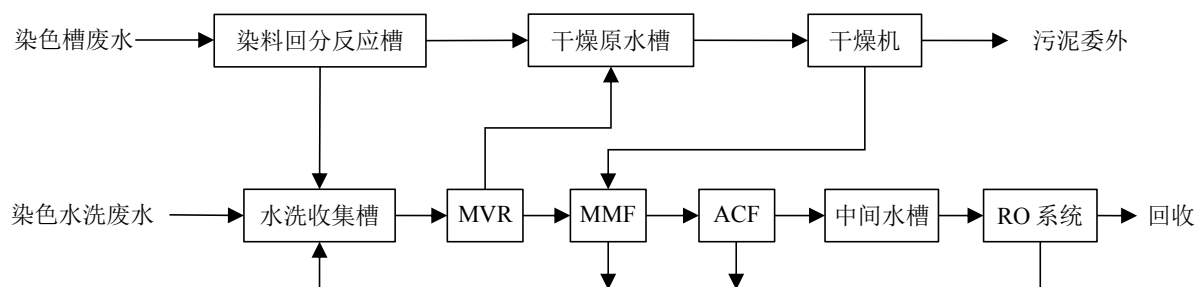 染色槽废水
染料回分反应槽
干燥原水槽
干燥机
污泥委外
染色水洗废水
水洗收集槽
MVR
MMF
ACF
中间水槽
RO 系统
回收